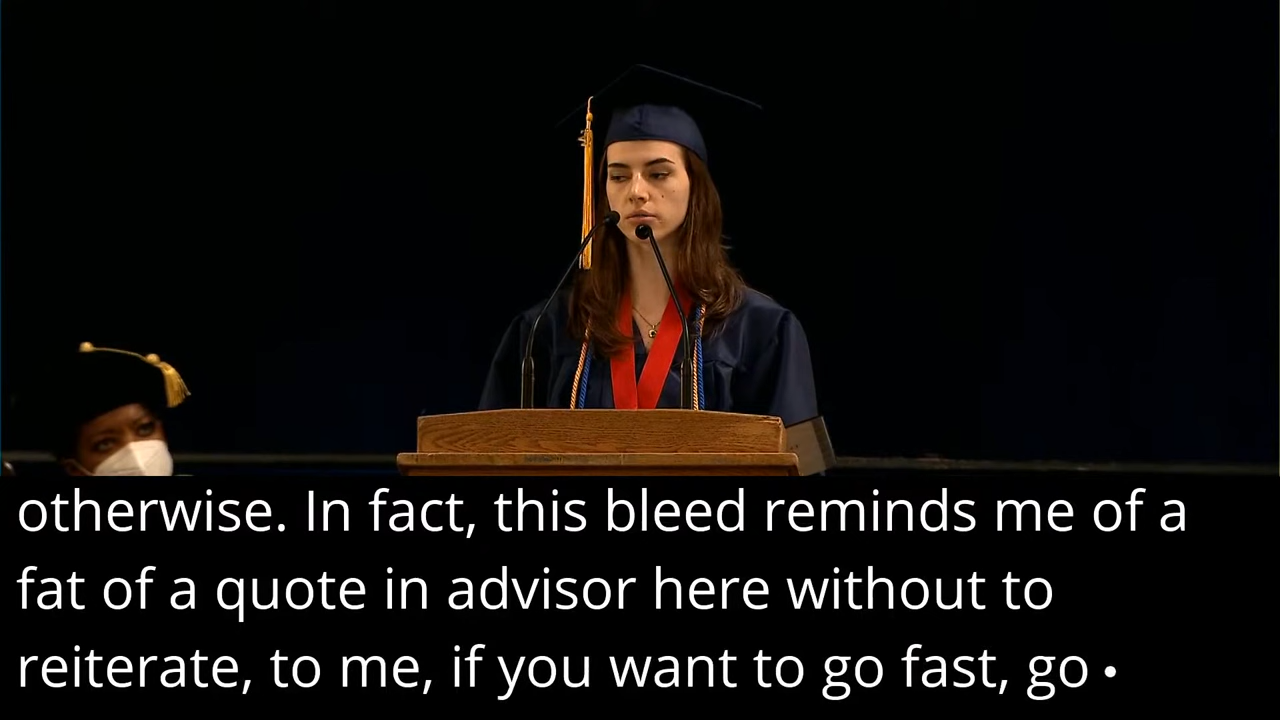 otherwise. In fact, this bleed reminds me of a
fat of a quote in advisor here without to
reiterate, to me, if you want to go fast, go •